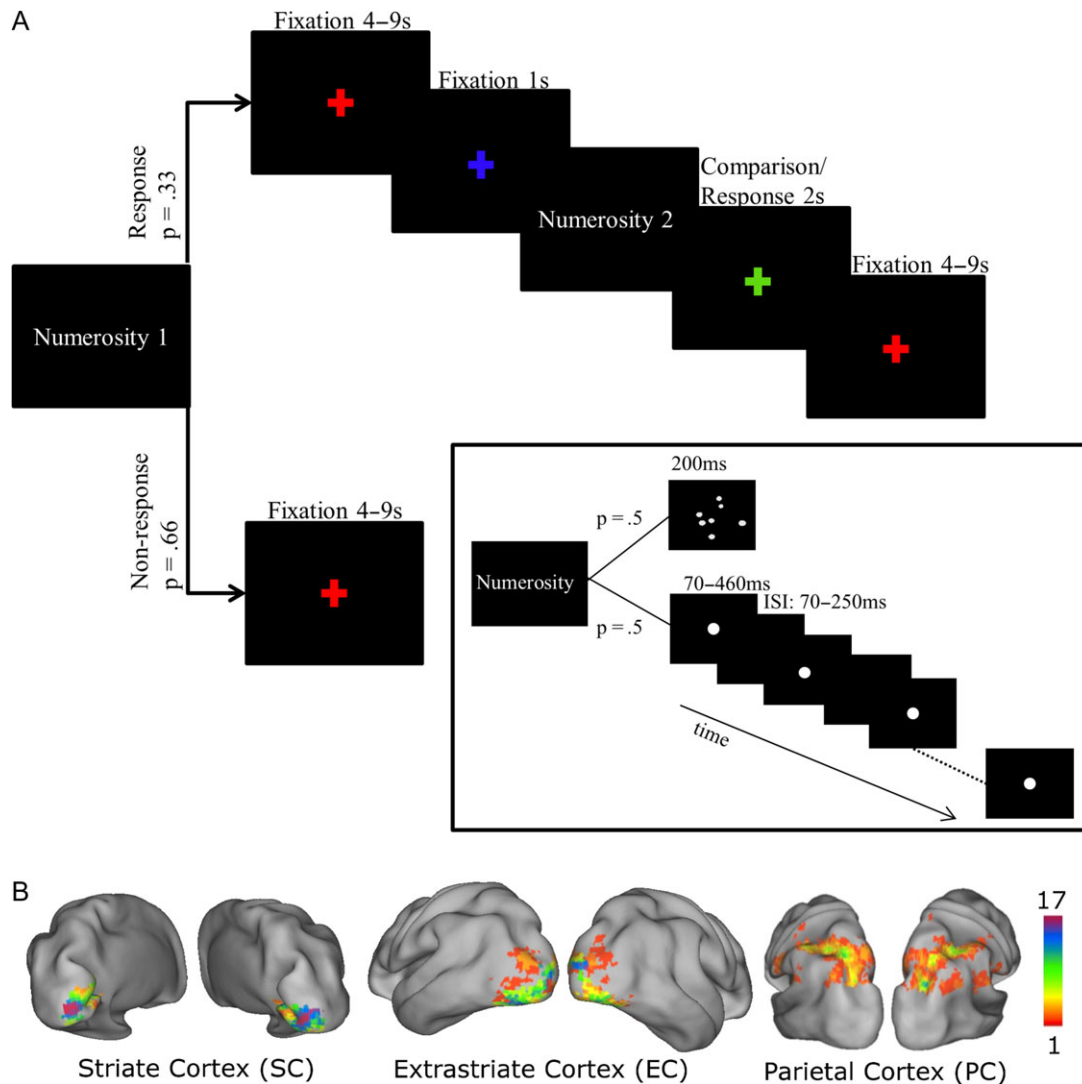 A
Fixation 4–9s
Fixation 1s
Response
p = .33
Numerosity 2
Comparison/
Response 2s
Fixation 4–9s
Numerosity 1
Non-response
p = .66
Fixation 4–9s
200ms
p = .5
Numerosity
p = .5
70–460ms
ISI: 70–250ms
time
B
17
1
Striate Cortex (SC)
Extrastriate Cortex (EC)
Parietal Cortex (PC)